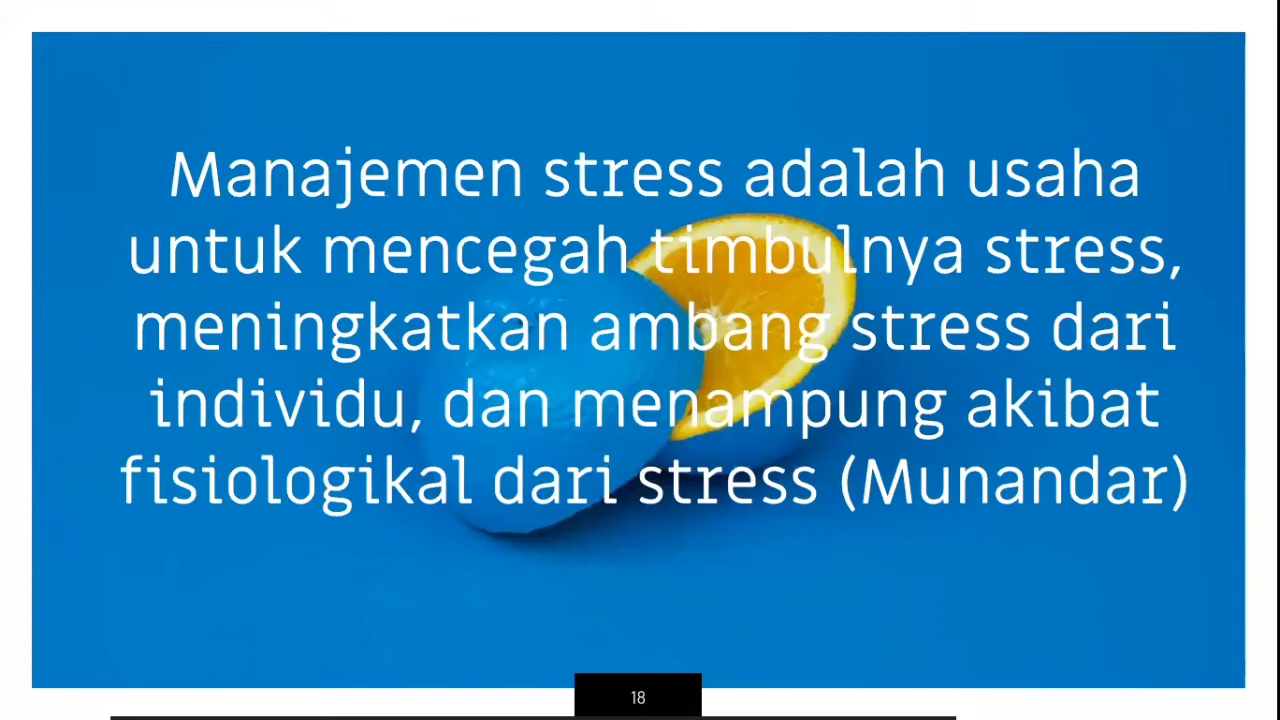 Manajemen stress adalah usaha
untuk mencegah timbulnya stress,
meningkatkan ambang stress dari
individu, dan menampung akibat
fisiologikal dari stress (Munandar)
18